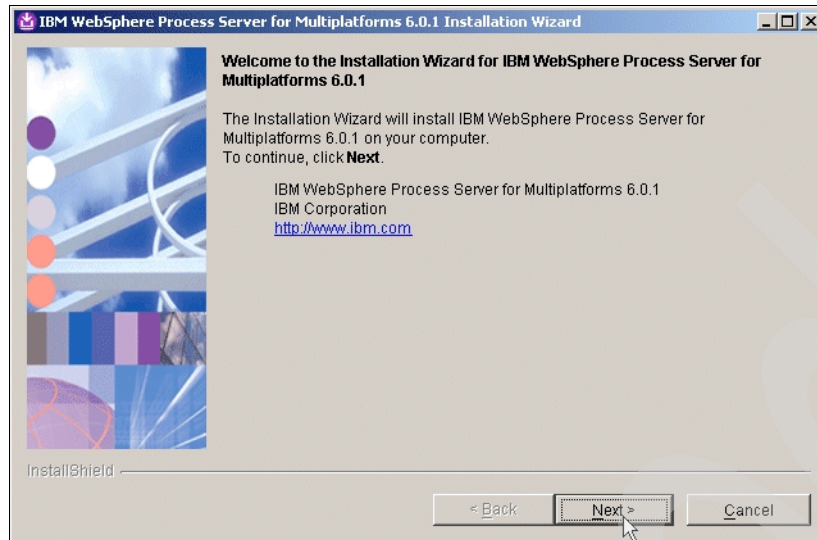 IBM WebSphere Process Server for Multiplatforms 6.0.1 Installation Wizard
Welcome to the Installation Wizard for IBM WebSphere Process Server for
Multiplatforms 6.0.1
The Installation Wizard will install IBM WebSphere Process Server for
Multiplatforms 6.0.1 on your computer.
To continue, click Next.
IBM WebSphere Process Server for Multiplatforms 6.0.1
IBM Corporation
http://www.ibm.com
InstallShield
< Back
Next >
Cancel